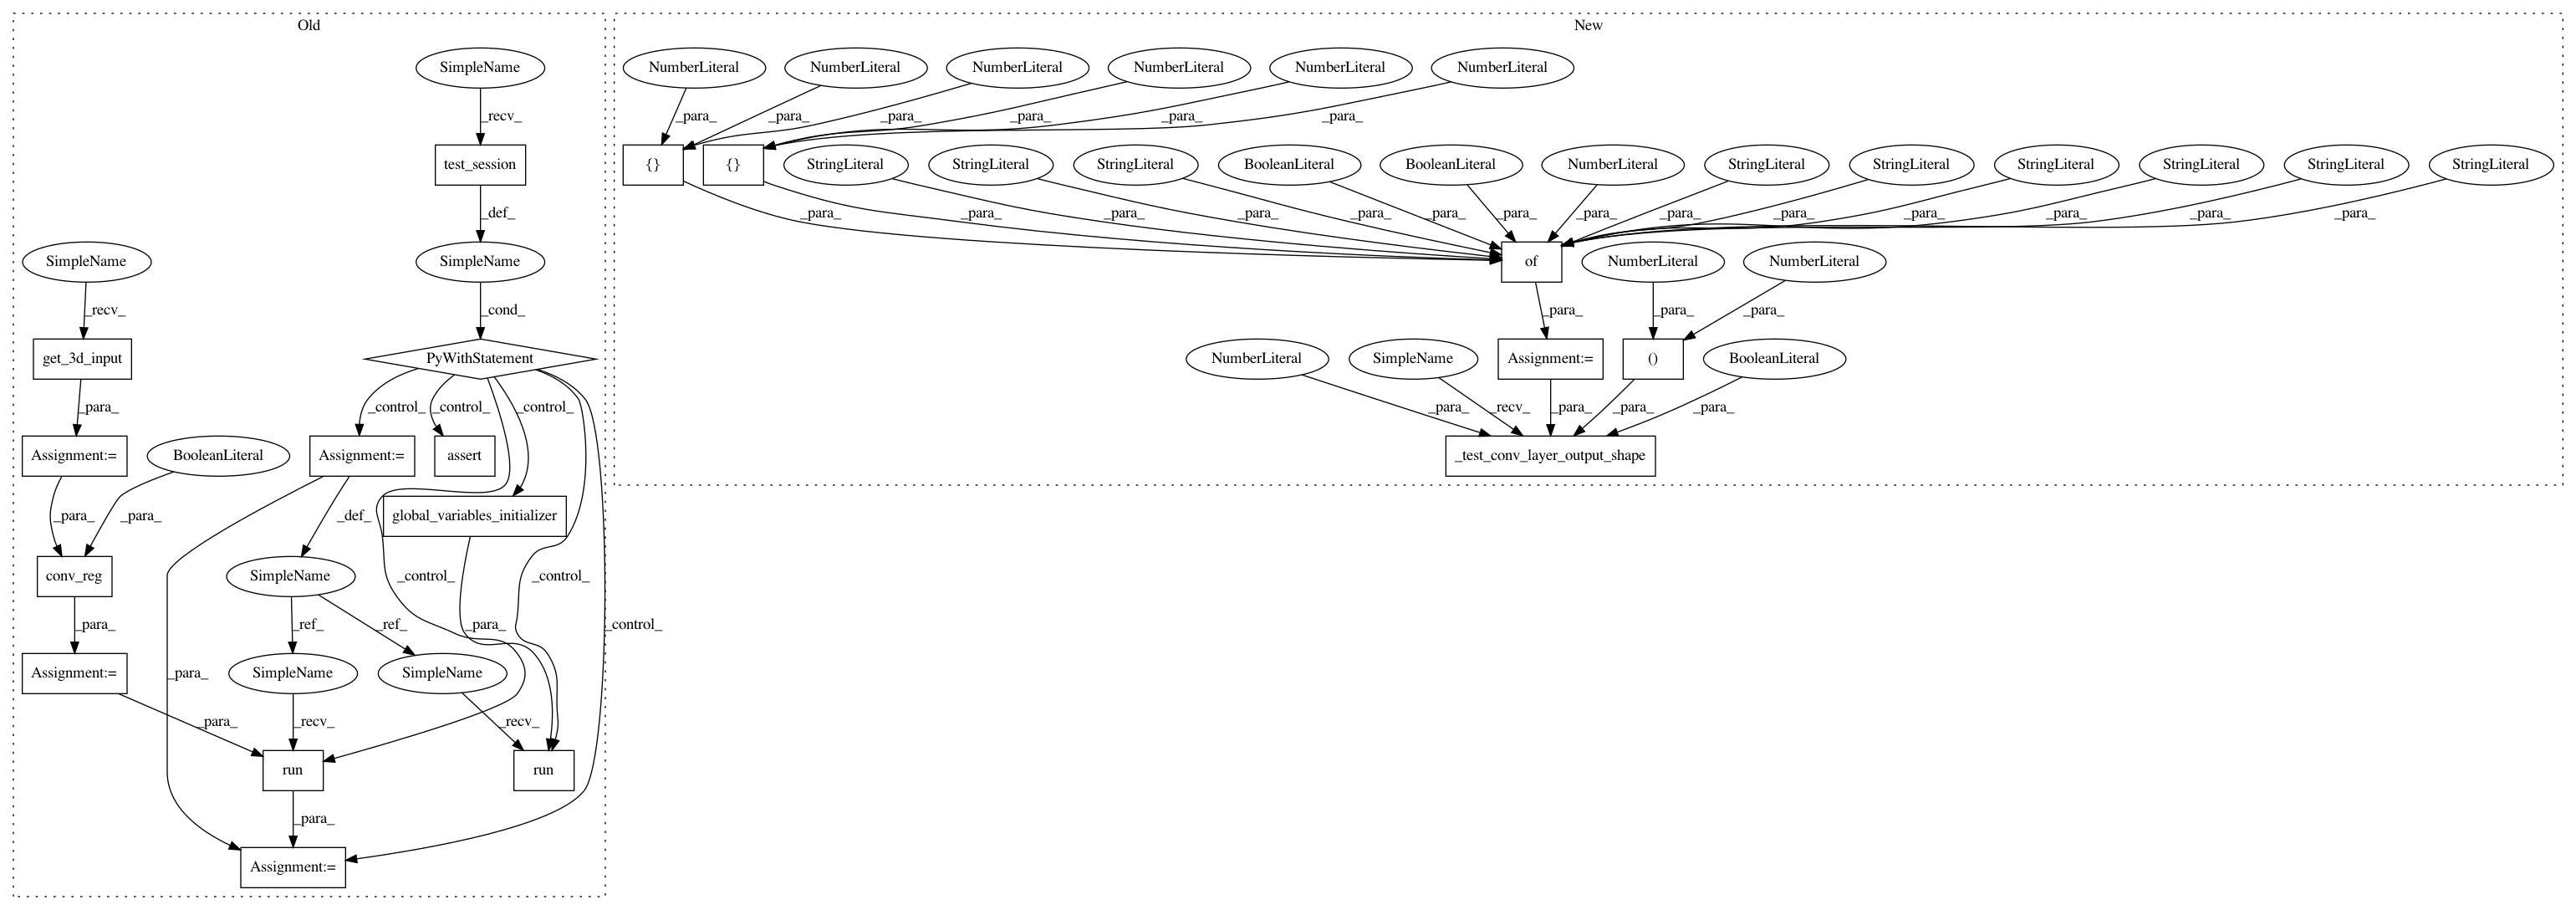 Old
New
SimpleName
NumberLiteral
NumberLiteral
NumberLiteral
NumberLiteral
NumberLiteral
NumberLiteral
_recv_
_para_
_para_
_para_
_para_
_para_
_para_
test_session
{}
{}
StringLiteral
StringLiteral
StringLiteral
BooleanLiteral
BooleanLiteral
NumberLiteral
StringLiteral
StringLiteral
StringLiteral
StringLiteral
StringLiteral
StringLiteral
_def_
_para_
_para_
_para_
_para_
_para_
_para_
_para_
_para_
_para_
_para_
_para_
_para_
_para_
_para_
SimpleName
SimpleName
of
NumberLiteral
NumberLiteral
_recv_
_cond_
_para_
_para_
_para_
get_3d_input
PyWithStatement
NumberLiteral
SimpleName
Assignment:=
()
BooleanLiteral
_para_
_control_
_control_
_control_
_para_
_recv_
_para_
_para_
_para_
Assignment:=
BooleanLiteral
Assignment:=
assert
_test_conv_layer_output_shape
_para_
_para_
_def_
global_variables_initializer
conv_reg
SimpleName
_control_
_control_
_para_
_ref_
_ref_
_para_
_control_
Assignment:=
SimpleName
SimpleName
_para_
_para_
_recv_
_recv_
run
run
_para_
Assignment:=